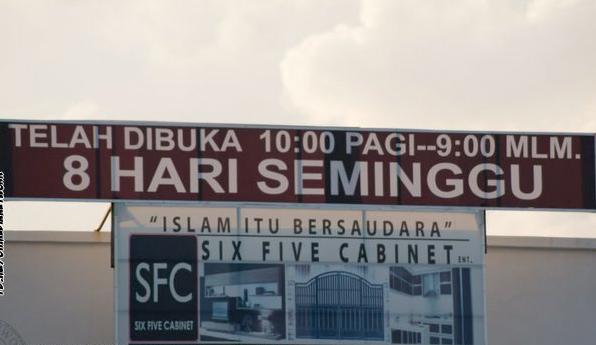 TELAH DIBUKA 10:00 PAGI--9:00 MLM.
8 HARI SEMINGGU
"ISLAM ITU BERSAUDARA"
SIX FIVE CABINET ENT.
SFC
SIX FIVE CABINET